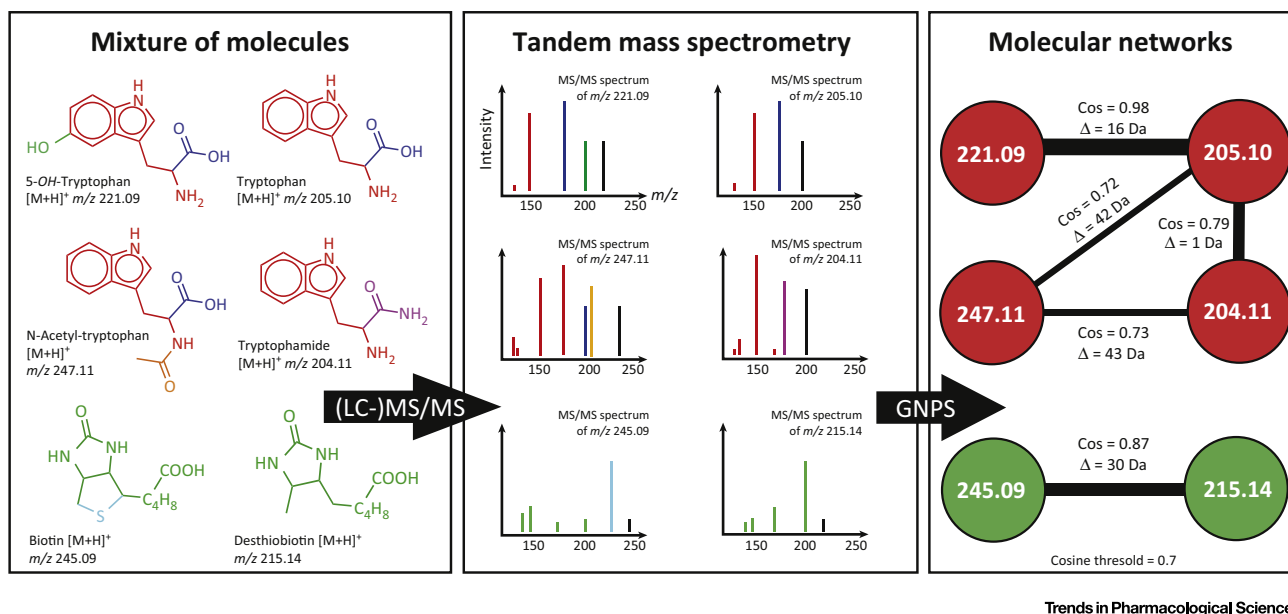 Mixture of molecules
H
N
O
HO
OH
NH2
5-OH-Tryptophan
[M+H]+ m/z 221.09
H
N
O
OH
NH2
Tryptophan
[M+H]+ m/z 205.10
H
N
O
OH
NH
O
N-Acetyl-tryptophan
[M+H]+
m/z 247.11
H
N
O
NH2
NH2
Tryptophamide
[M+H]+ m/z 204.11
O
HN
NH
S
COOH
C4H8
Biotin [M+H]+
m/z 245.09
O
HN
NH
COOH
C4H8
Desthiobiotin [M+H]+
m/z 215.14
(LC-)MS/MS
Tandem mass spectrometry
MS/MS spectrum
of m/z 221.09
Intensity
m/z
150 200 250
MS/MS spectrum
of m/z 205.10
150 200 250
MS/MS spectrum
of m/z 247.11
150 200 250
MS/MS spectrum
of m/z 204.11
150 200 250
MS/MS spectrum
of m/z 245.09
150 200 250
MS/MS spectrum
of m/z 215.14
150 200 250
GNPS
Molecular networks
221.09
Cos = 0.98
Δ = 16 Da
205.10
Cos = 0.72
Δ = 42 Da
Cos = 0.79
Δ = 1 Da
247.11
204.11
Cos = 0.73
Δ = 43 Da
245.09
Cos = 0.87
Δ = 30 Da
215.14
Cosine thresold = 0.7
Trends in Pharmacological Science